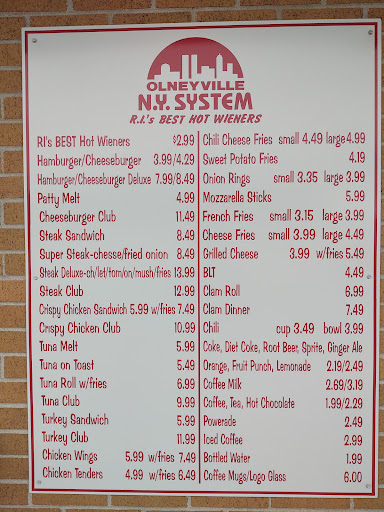 OLNEYVILLE
N.Y. SYSTEM
R.I.'s BEST HOT WIENERS
RI's BEST Hot Wieners $2.99
Hamburger/Cheeseburger 3.99/4.29
Hamburger/Cheeseburger Deluxe 7.99/8.49
Patty Melt 4.99
Cheeseburger Club 11.49
Steak Sandwich 8.49
Super Steak-chesse/fried onion 8.49
Steak Deluxe-ch/let/tom/on/mush/fries 13.99
Steak Club 12.99
Crispy Chicken Sandwich 5.99 w/fries 7.49
Crispy Chicken Club 10.99
Tuna Melt 5.99
Tuna on Toast 5.49
Tuna Roll w/fries 6.99
Tuna Club 9.99
Turkey Sandwich 5.99
Turkey Club 11.99
Chicken Wings 5.99 w/fries 7.49
Chicken Tenders 4.99 w/fries 6.49
Chili Cheese Fries small 4.49 large 4.99
Sweet Potato Fries 4.19
Onion Rings small 3.35 large 3.99
Mozzarella Sticks 5.99
French Fries small 3.15 large 3.99
Cheese Fries small 3.99 large 4.49
Grilled Cheese 3.99 w/fries 5.49
BLT 4.49
Clam Roll 6.99
Clam Dinner 7.49
Chili cup 3.49 bowl 3.99
Coke, Diet Coke, Root Beer, Sprite, Ginger Ale
Orange, Fruit Punch, Lemonade 2.19/2.49
Coffee Milk 2.69/3.19
Coffee, Tea, Hot Chocolate 1.99/2.29
Powerade 2.49
Iced Coffee 2.99
Bottled Water 1.99
Coffee Mugs/Logo Glass 6.00